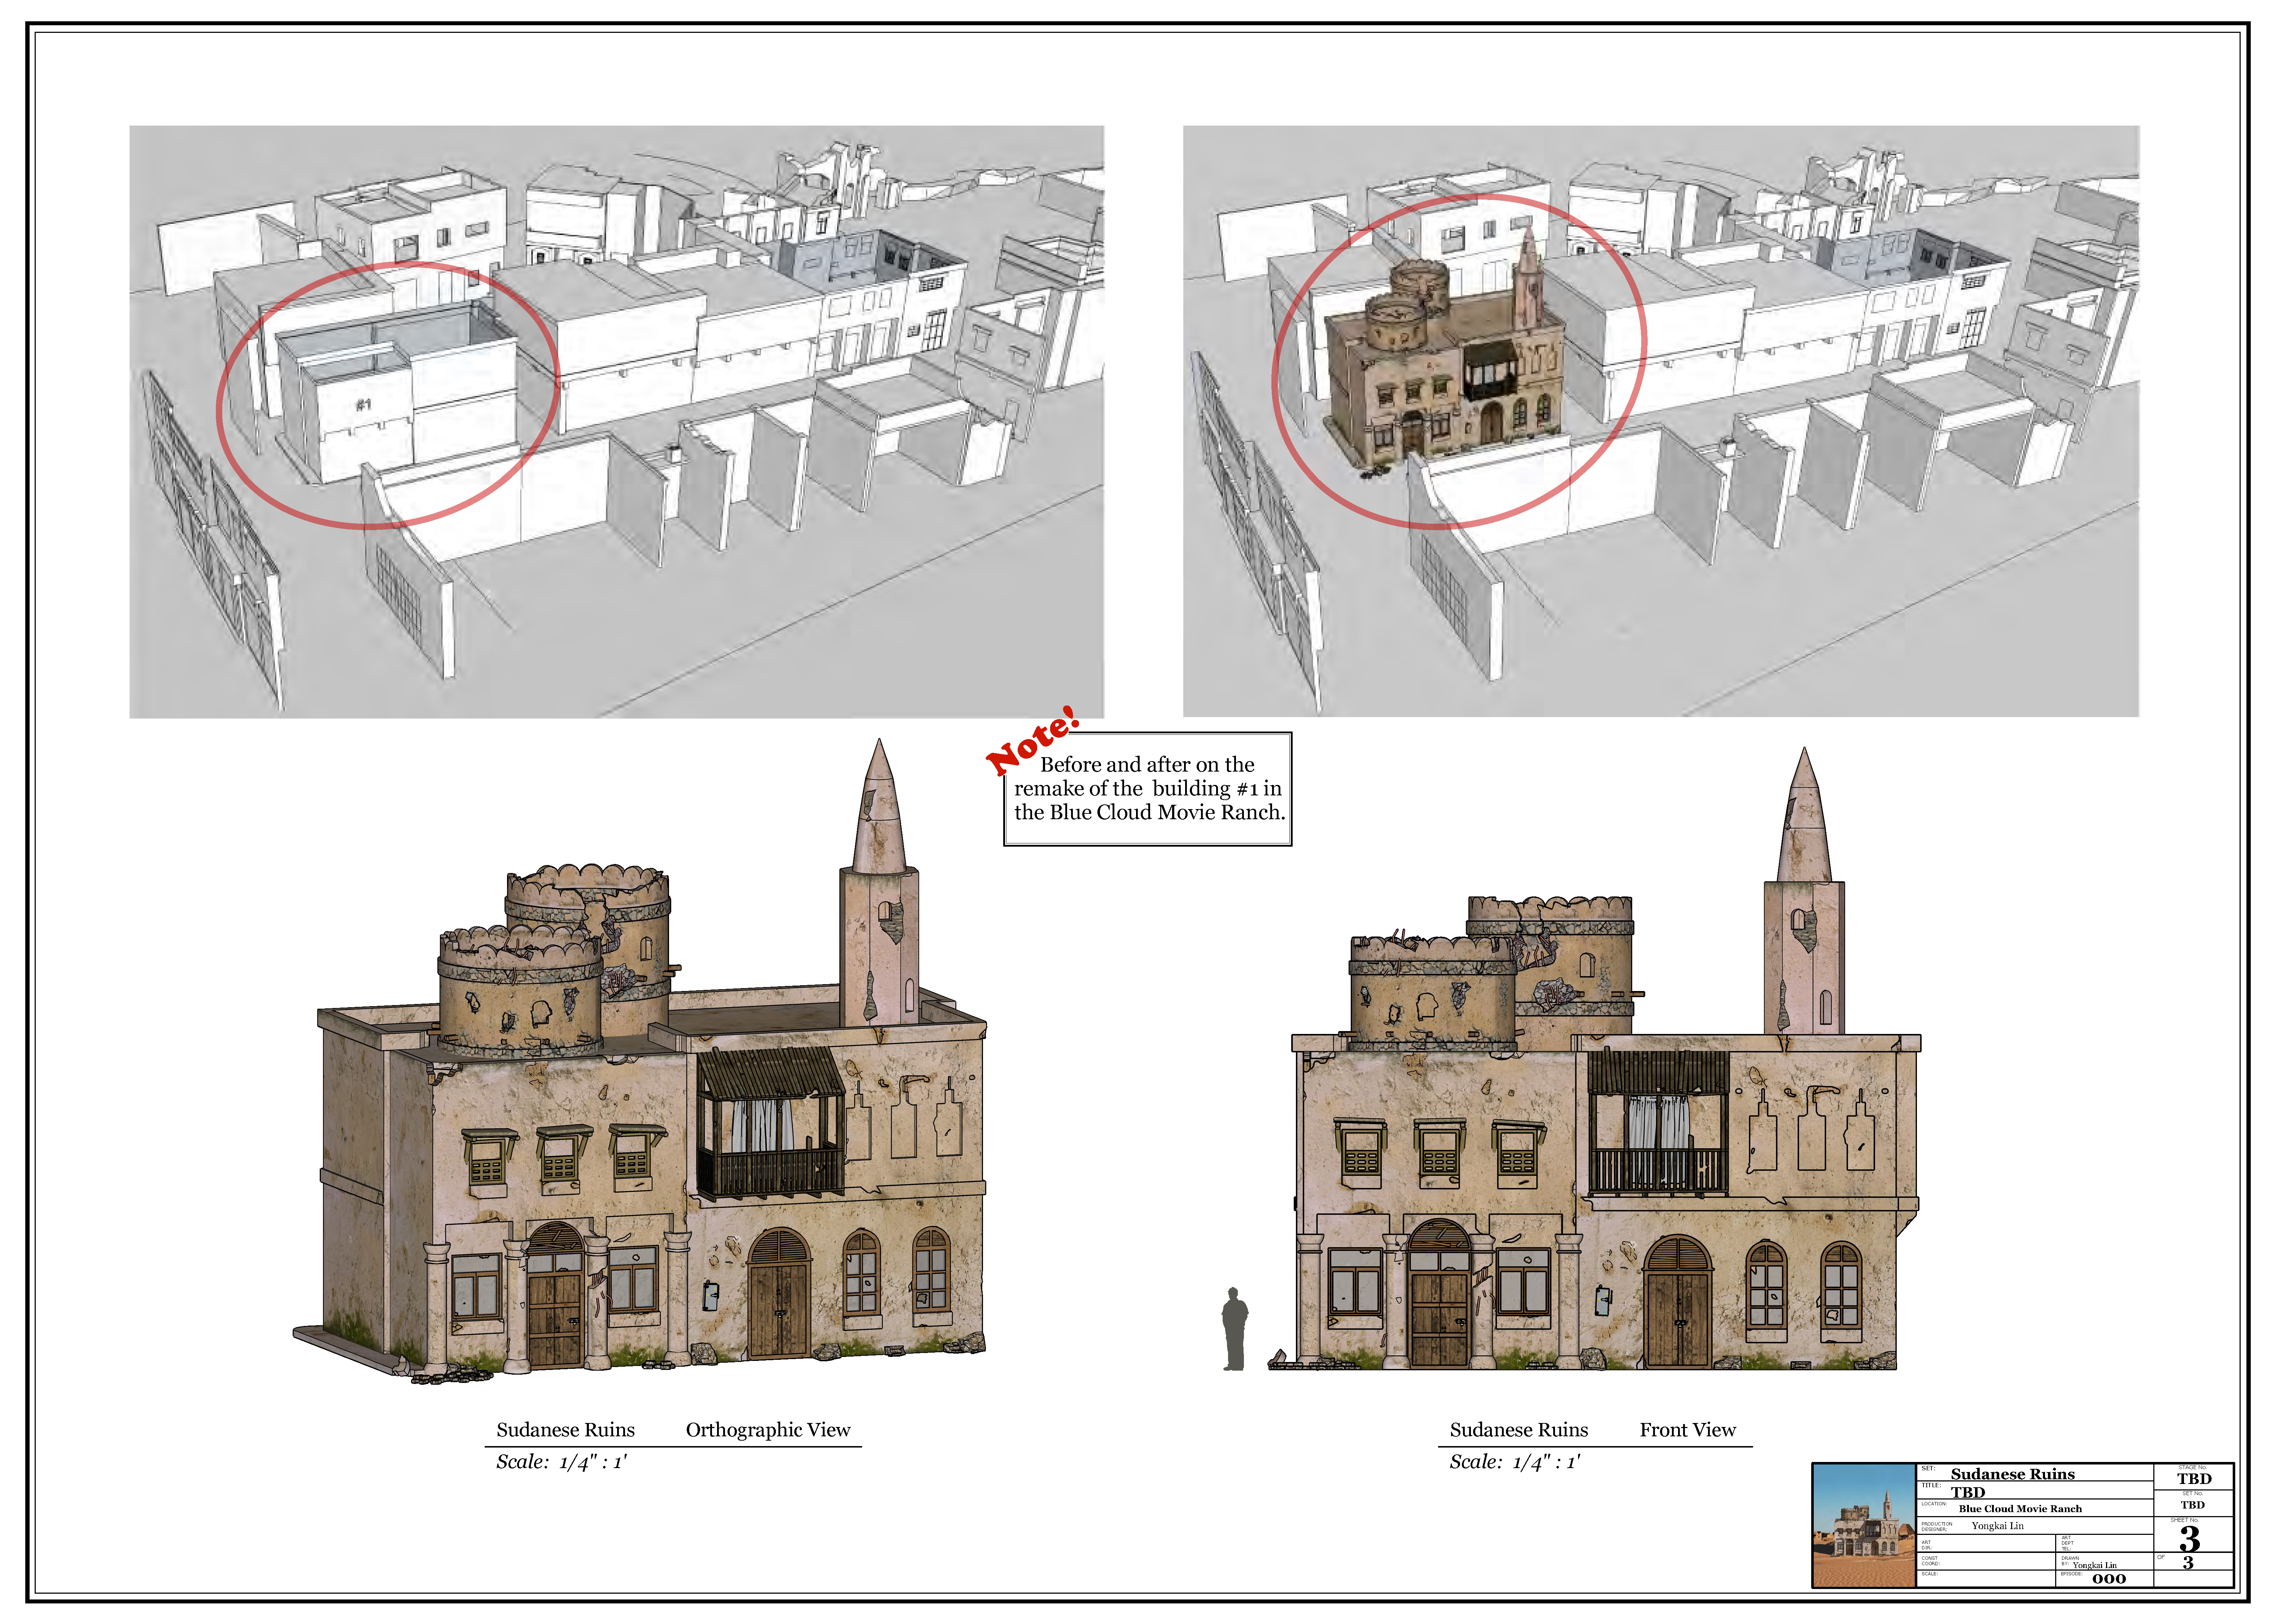 #1
Note!
Before and after on the
remake of the building #1 in
the Blue Cloud Movie Ranch.
Sudanese Ruins Orthographic View
Scale: 1/4" : 1'
Sudanese Ruins Front View
Scale: 1/4" : 1'
SET: Sudanese Ruins
TITLE: TBD
LOCATION: Blue Cloud Movie Ranch
PRODUCTION DESIGNER: Yongkai Lin
ART DIR.:
ART DEPT TEL:
CONST COORD:
DRAWN BY: Yongkai Lin
SCALE:
EPISODE: 000
STAGE No. TBD
SET No. TBD
SHEET No. 3
OF 3